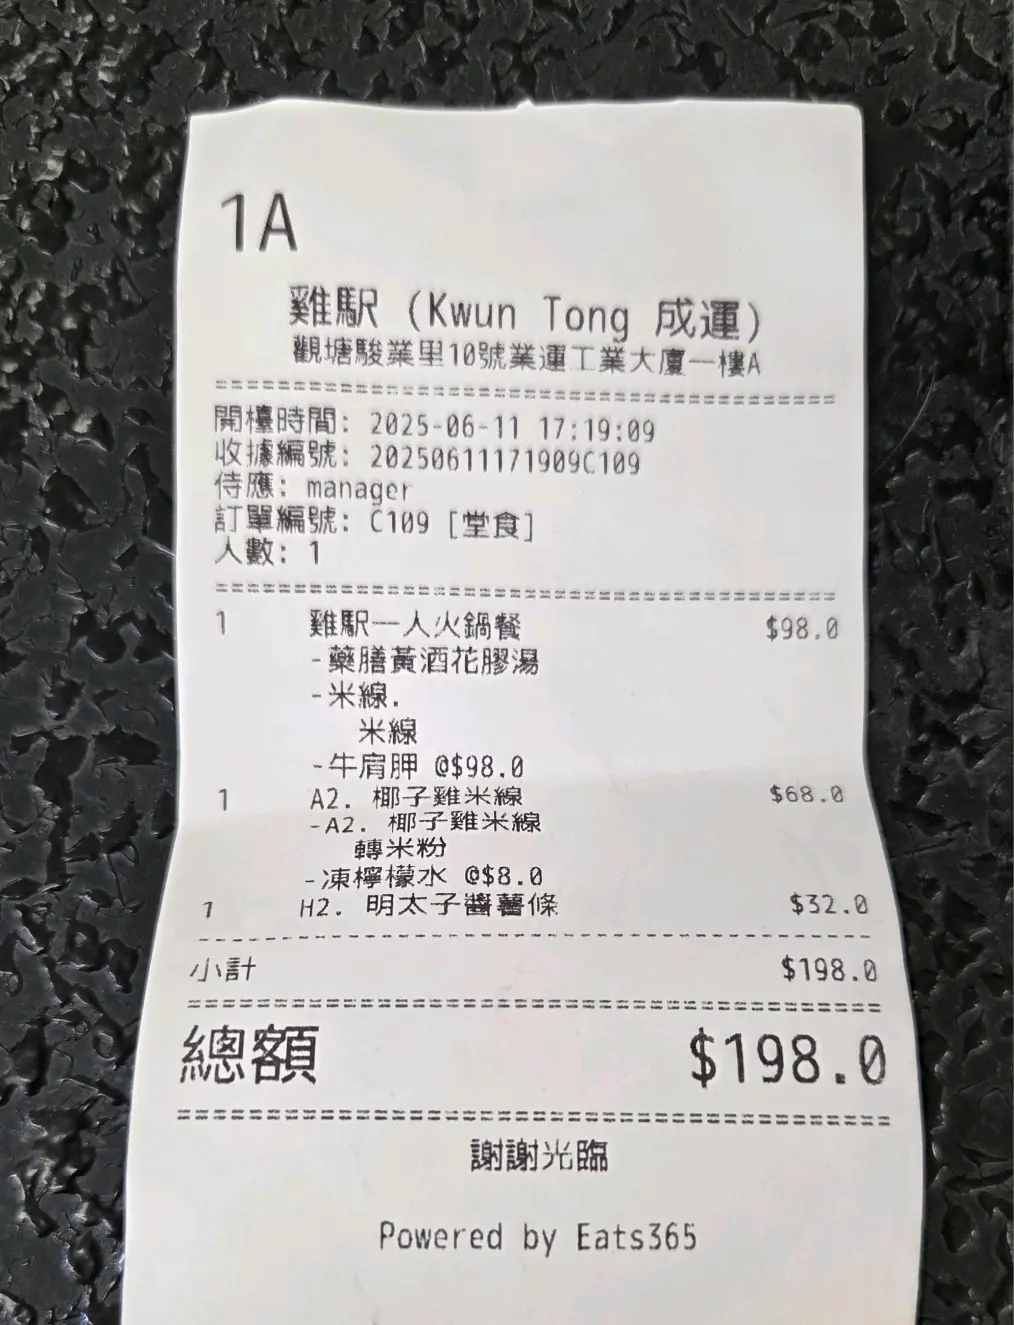 1A
雞駅 (Kwun Tong 成運)
觀塘駿業里10號業運工業大廈一樓A
開檯時間: 2025-06-11 17:19:09
收據編號: 20250611171909C109
侍應: manager
訂單編號: C109 [堂食]
人數: 1
1 雞駅一人火鍋餐 $98.0
-藥膳黃酒花膠湯
-米線.
米線
-牛肩胛 @$98.0
1 A2. 椰子雞米線 $68.0
-A2. 椰子雞米線
轉米粉
-凍檸檬水 @$8.0
1 H2. 明太子醬薯條 $32.0
小計 $198.0
總額 $198.0
謝謝光臨
Powered by Eats365